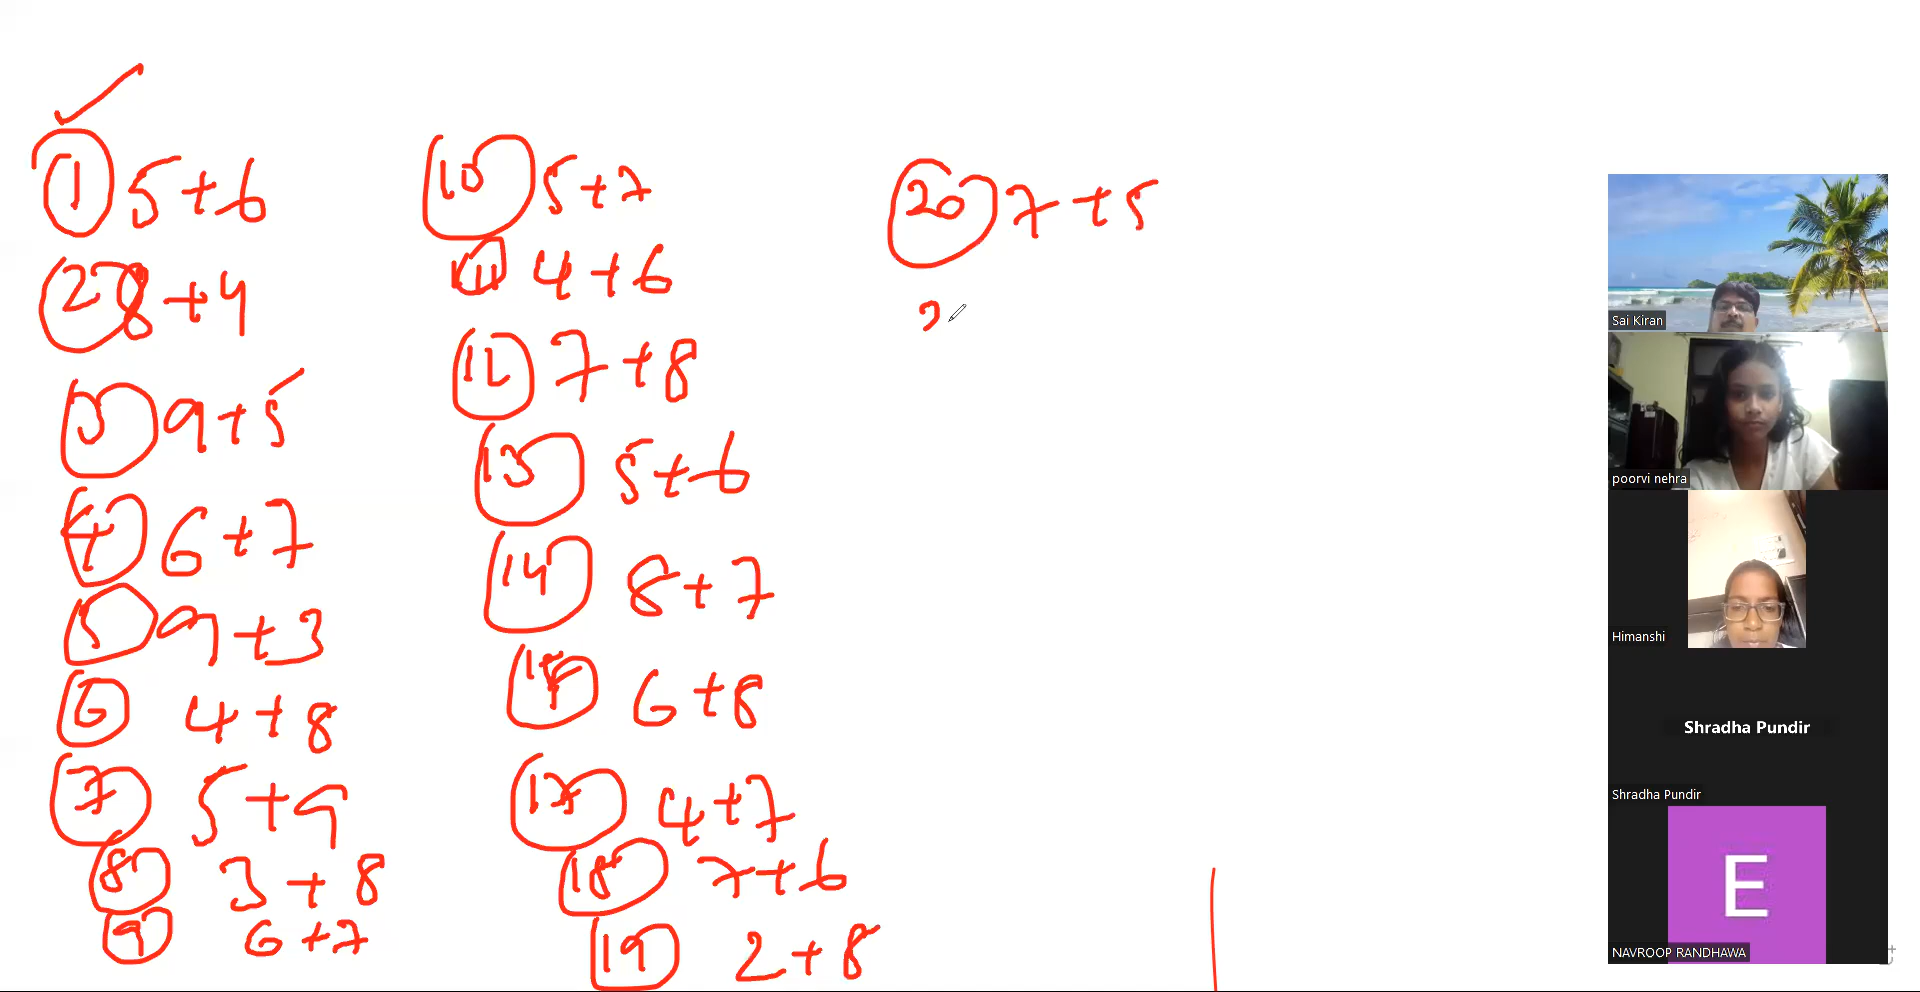 1 5+6
2 8+4
3 9+5
4 6+7
5 9+3
6 4+8
7 5+9
8 3+8
9 6+7
10 5+7
11 4+6
12 7+8
13 5+6
14 8+7
15 6+8
17 4+7
18 7+6
19 2+8
20 7+5
2
Sai Kiran
poorvi nehra
Himanshi
Shradha Pundir
Shradha Pundir
E
NAVROOP RANDHAWA